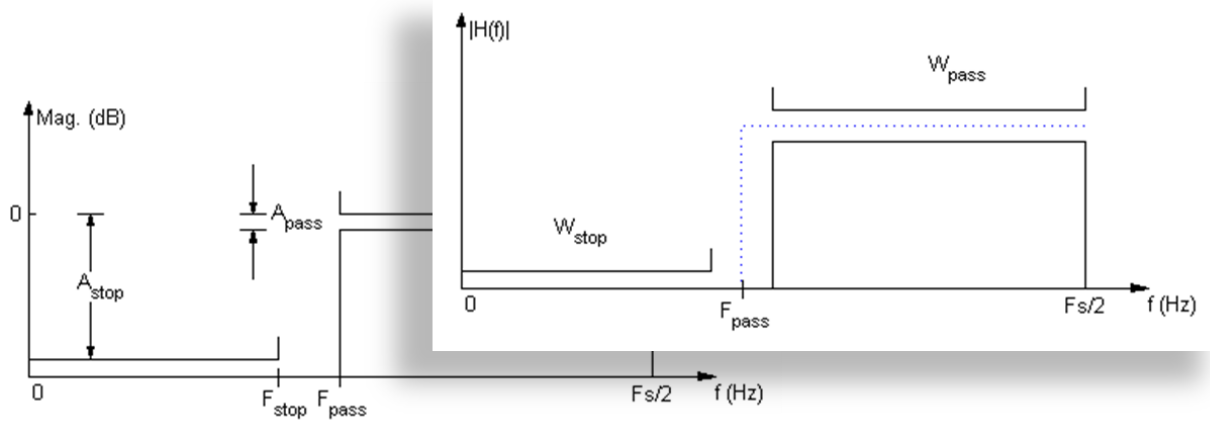 |H(f)|
Wpass
Wstop
0
Fpass
Fs/2
f (Hz)
Mag. (dB)
0
Apass
Astop
0
Fstop
Fpass
Fs/2
f (Hz)